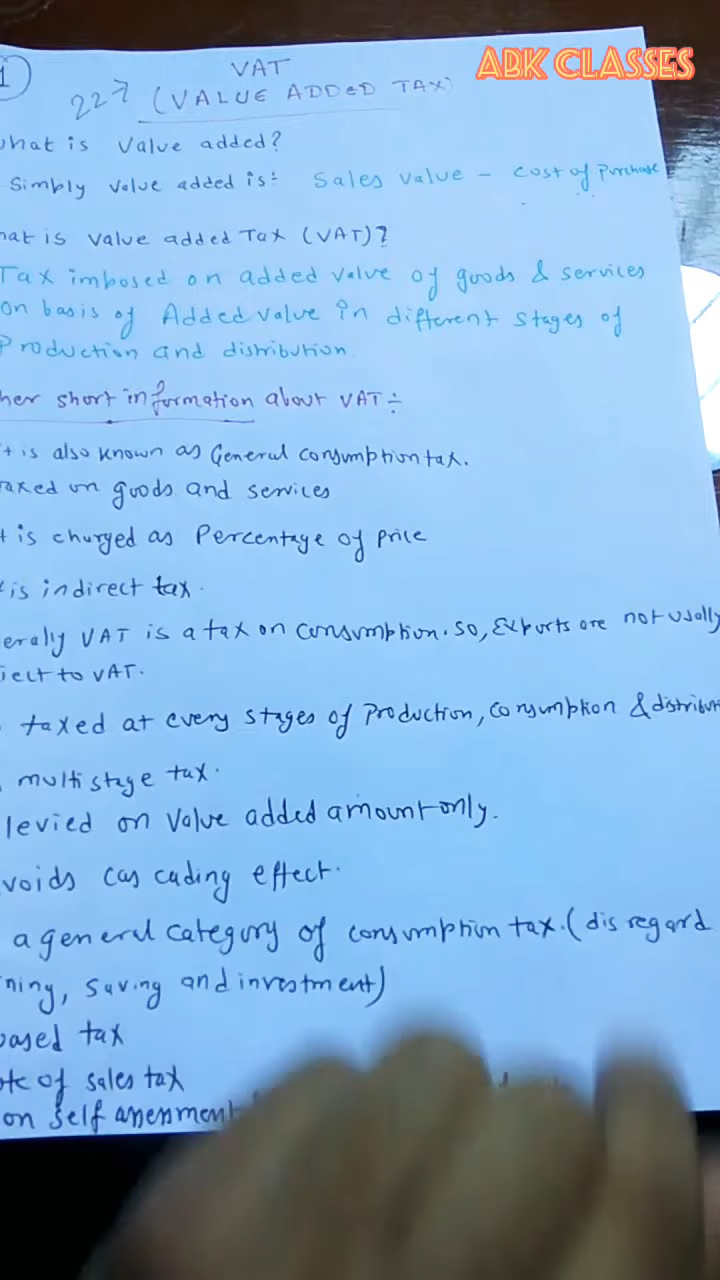 1
VAT
ABK CLASSES
227 (VALUE ADDED TAX)
what is value added?
Simply value added is:- Sales value - cost of Purchase
hat is value added Tax (VAT)?
Tax imposed on added value of goods & services
on basis of Added value in different stages of
Production and distribution.
her short information about VAT:-
t is also known as General consumption tax.
axed on goods and services
t is charged as Percentage of price
is indirect tax.
erally VAT is a tax on consumption. so, Exports are not usually
ject to VAT.
taxed at every stages of Production, consumption & distribut
multistage tax.
levied on value added amount only.
voids cascading effect.
a general category of consumption tax. (disregard
ning, saving and investment)
based tax
of sales tax
on self assessment